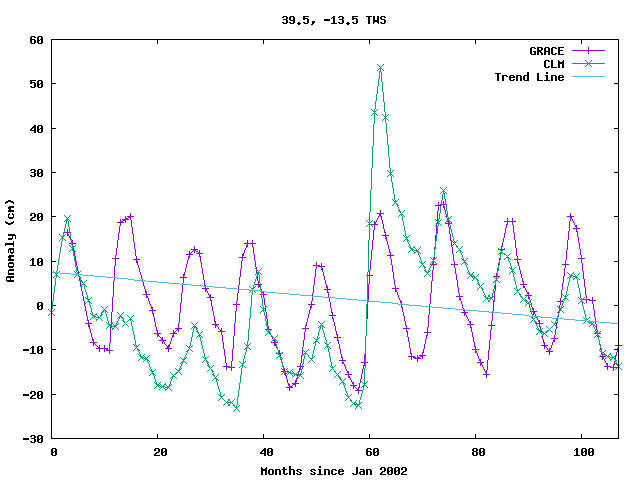 39.5, -13.5 TWS
GRACE
CLM
Trend Line
60
50
40
30
20
10
0
-10
-20
-30
Anomaly (cm)
0 20 40 60 80 100
Months since Jan 2002